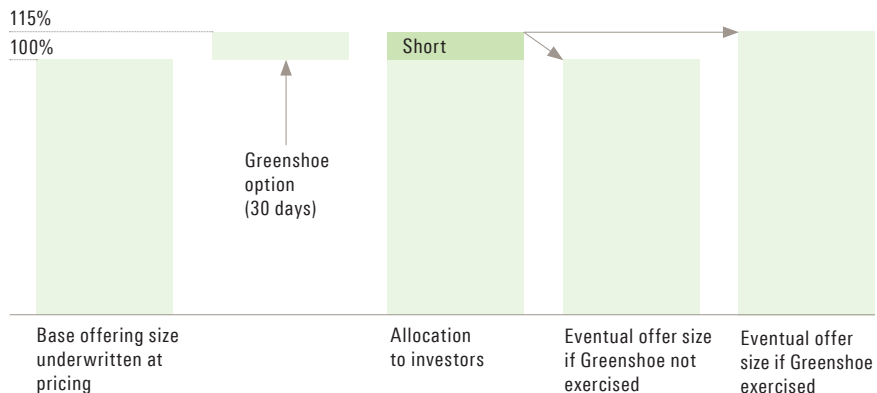 115%
100%
Short
Greenshoe
option
(30 days)
Base offering size
underwritten at
pricing
Allocation
to investors
Eventual offer size
if Greenshoe not
exercised
Eventual offer
size if Greenshoe
exercised